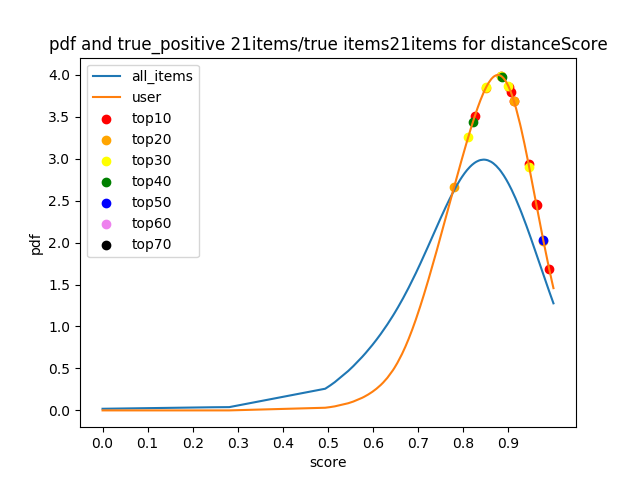 pdf and true_positive 21items/true items21items for distanceScore
all_items
user
top10
top20
top30
top40
top50
top60
top70
pdf
4.0
3.5
3.0
2.5
2.0
1.5
1.0
0.5
0.0
0.0 0.1 0.2 0.3 0.4 0.5 0.6 0.7 0.8 0.9
score